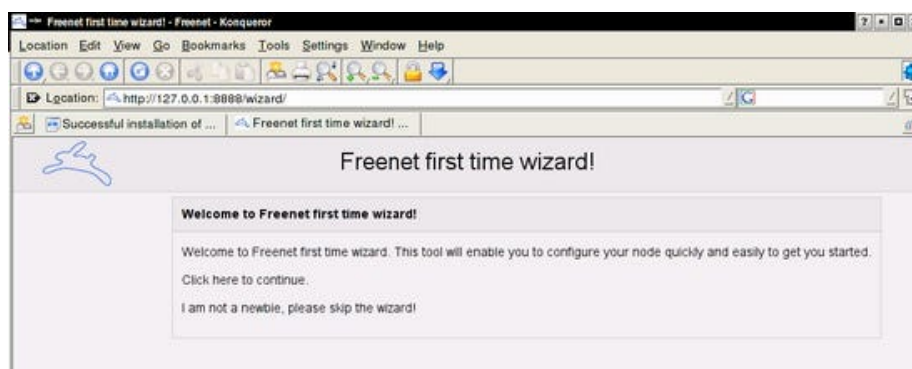 Freenet first time wizard! - Freenet - Konqueror
Location Edit View Go Bookmarks Tools Settings Window Help
Location: http://127.0.0.1:8888/wizard/
Successful installation of ... Freenet first time wizard! ...
Freenet first time wizard!
Welcome to Freenet first time wizard!
Welcome to Freenet first time wizard. This tool will enable you to configure your node quickly and easily to get you started.
Click here to continue.
I am not a newbie, please skip the wizard!